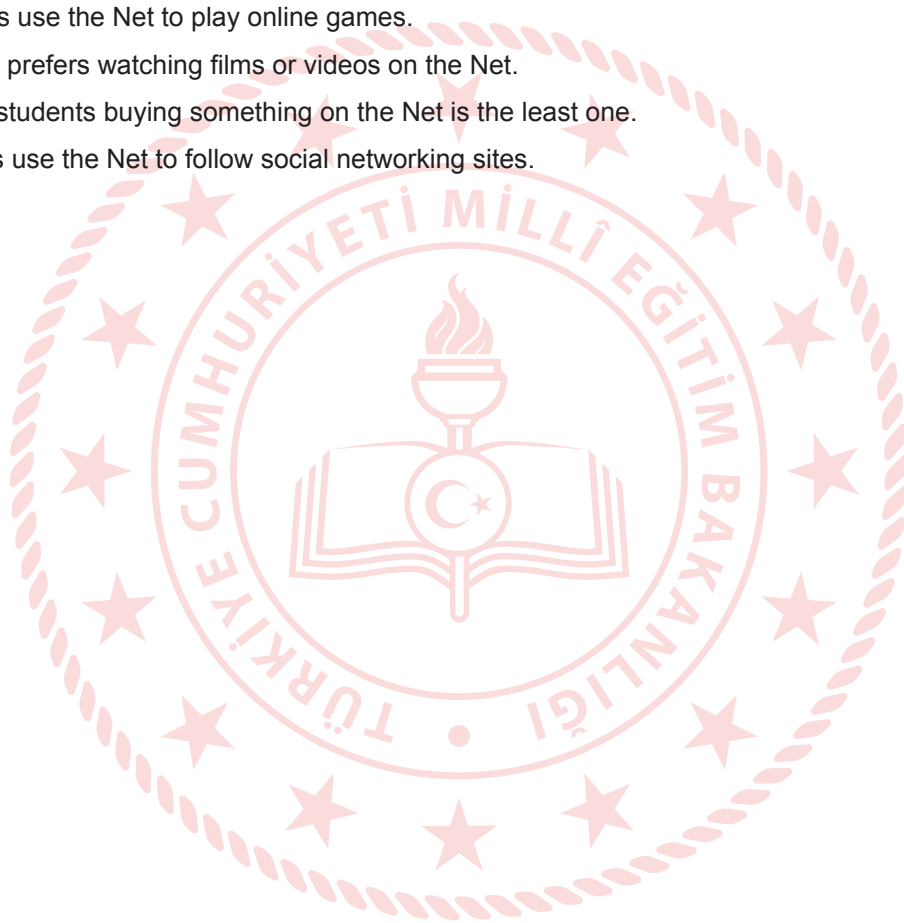 s use the Net to play online games.
prefers watching films or videos on the Net.
students buying something on the Net is the least one.
s use the Net to follow social networking sites.
TÜRKİYE CUMHURİYETİ MİLLÎ EĞİTİM BAKANLIĞI